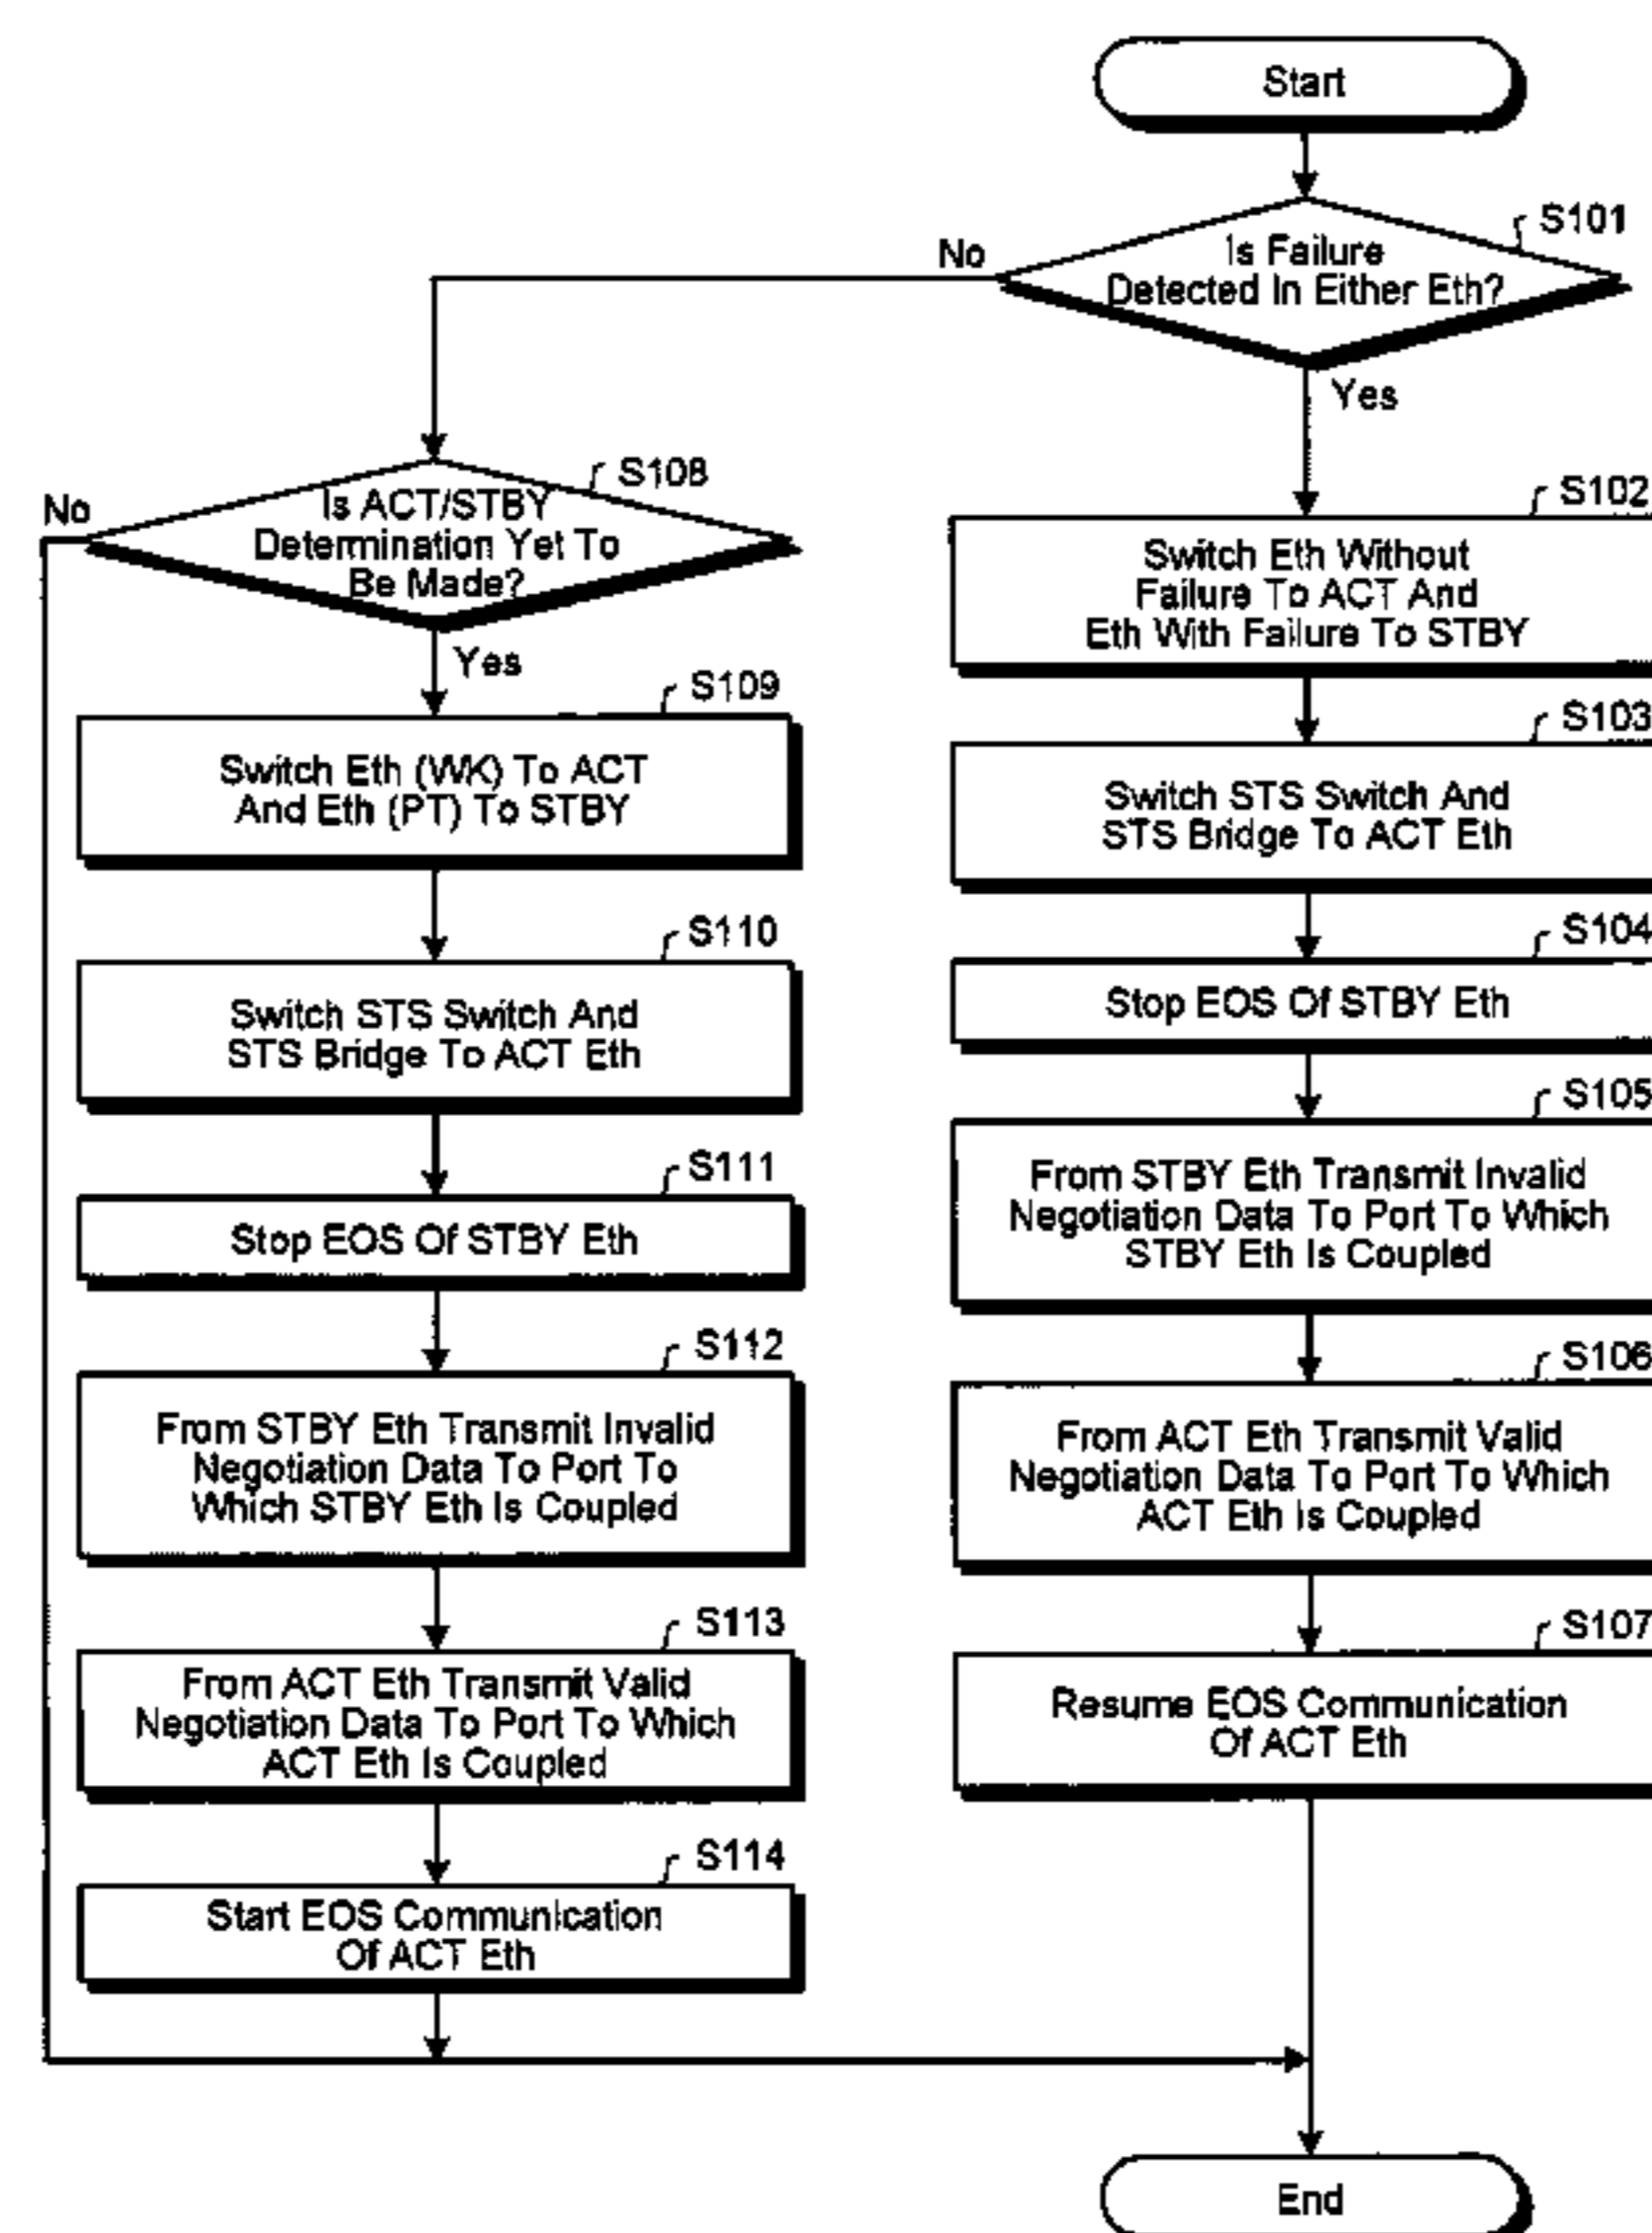 Start
S101
Is Failure
Detected In Either Eth?
No
Yes
S108
Is ACT/STBY
Determination Yet To
Be Made?
No
Yes
S102
Switch Eth Without
Failure To ACT And
Eth With Failure To STBY
S103
Switch STS Switch And
STS Bridge To ACT Eth
S104
Stop EOS Of STBY Eth
S105
From STBY Eth Transmit Invalid
Negotiation Data To Port To Which
STBY Eth Is Coupled
S106
From ACT Eth Transmit Valid
Negotiation Data To Port To Which
ACT Eth Is Coupled
S107
Resume EOS Communication
Of ACT Eth
S109
Switch Eth (WK) To ACT
And Eth (PT) To STBY
S110
Switch STS Switch And
STS Bridge To ACT Eth
S111
Stop EOS Of STBY Eth
S112
From STBY Eth Transmit Invalid
Negotiation Data To Port To
Which STBY Eth Is Coupled
S113
From ACT Eth Transmit Valid
Negotiation Data To Port To Which
ACT Eth Is Coupled
S114
Start EOS Communication
Of ACT Eth
End